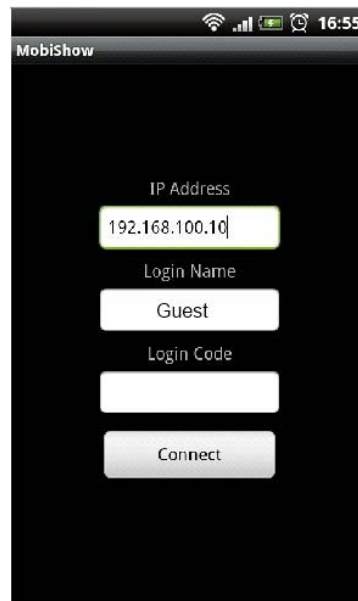 16:55
MobiShow
IP Address
192.168.100.10
Login Name
Guest
Login Code
Connect